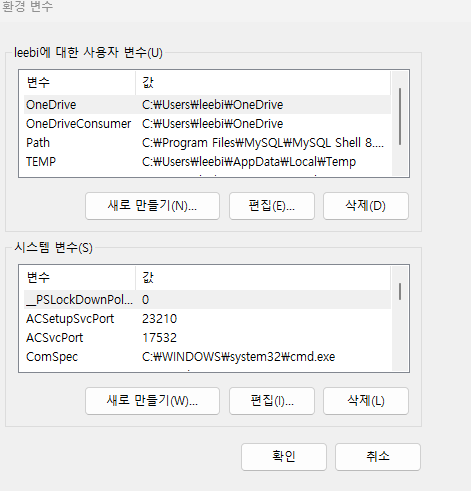 환경 변수
leebi에 대한 사용자 변수(U)
변수 값
OneDrive C:₩Users₩leebi₩OneDrive
OneDriveConsumer C:₩Users₩leebi₩OneDrive
Path C:₩Program Files₩MySQL₩MySQL Shell 8....
TEMP C:₩Users₩leebi₩AppData₩Local₩Temp
새로 만들기(N)... 편집(E)... 삭제(D)
시스템 변수(S)
변수 값
__PSLockDownPol... 0
ACSetupSvcPort 23210
ACSvcPort 17532
ComSpec C:₩WINDOWS₩system32₩cmd.exe
새로 만들기(W)... 편집(I)... 삭제(L)
확인 취소